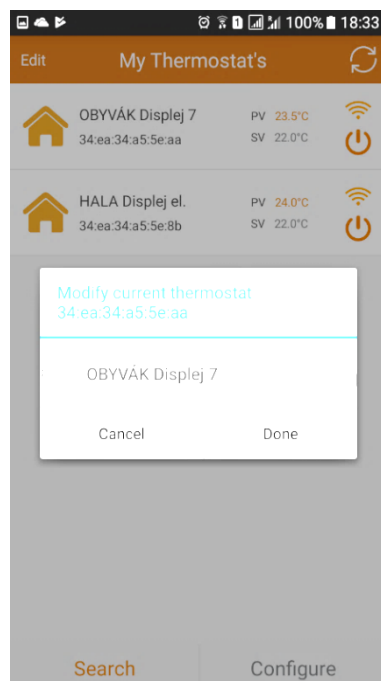 100% 18:33
Edit My Thermostat's
OBYVÁK Displej 7 PV 23.5°C
34:ea:34:a5:5e:aa SV 22.0°C
HALA Displej el. PV 24.0°C
34:ea:34:a5:5e:8b SV 22.0°C
Modify current thermostat
34:ea:34:a5:5e:aa
OBYVÁK Displej 7
Cancel Done
Search Configure